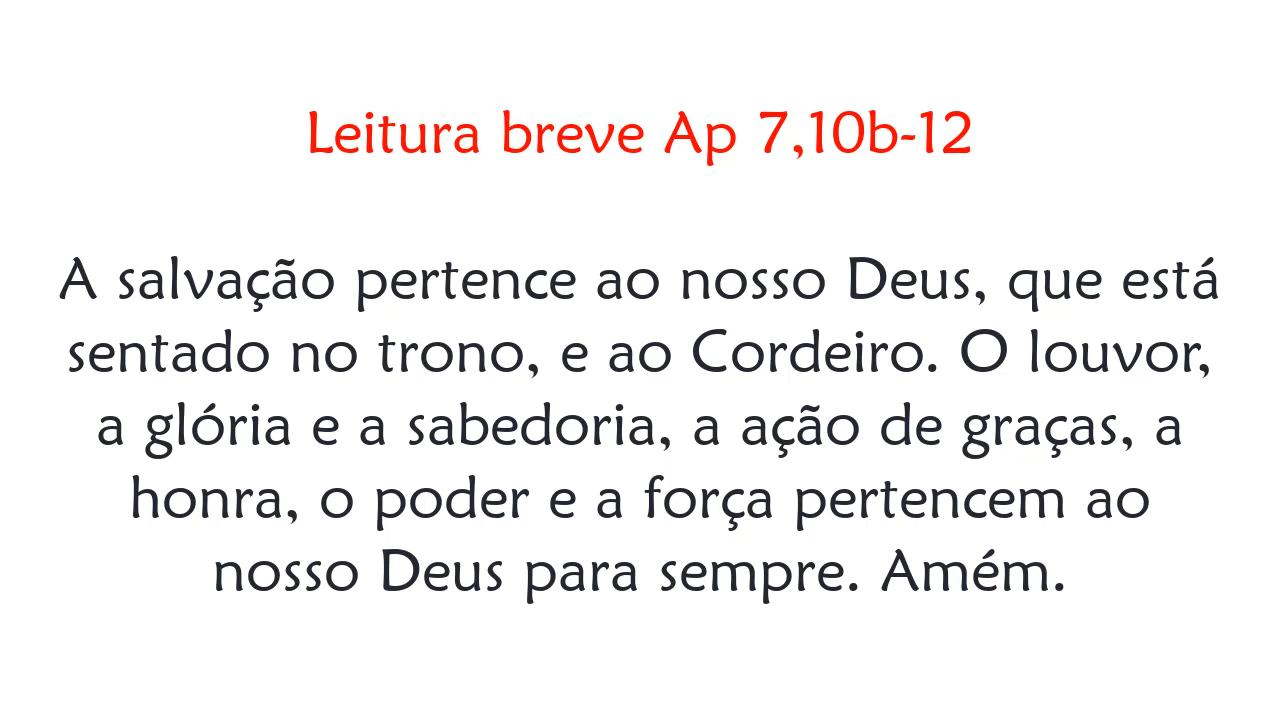 Leitura breve Ap 7,10b-12
A salvação pertence ao nosso Deus, que está
sentado no trono, e ao Cordeiro. O louvor,
a glória e a sabedoria, a ação de graças, a
honra, o poder e a força pertencem ao
nosso Deus para sempre. Amém.